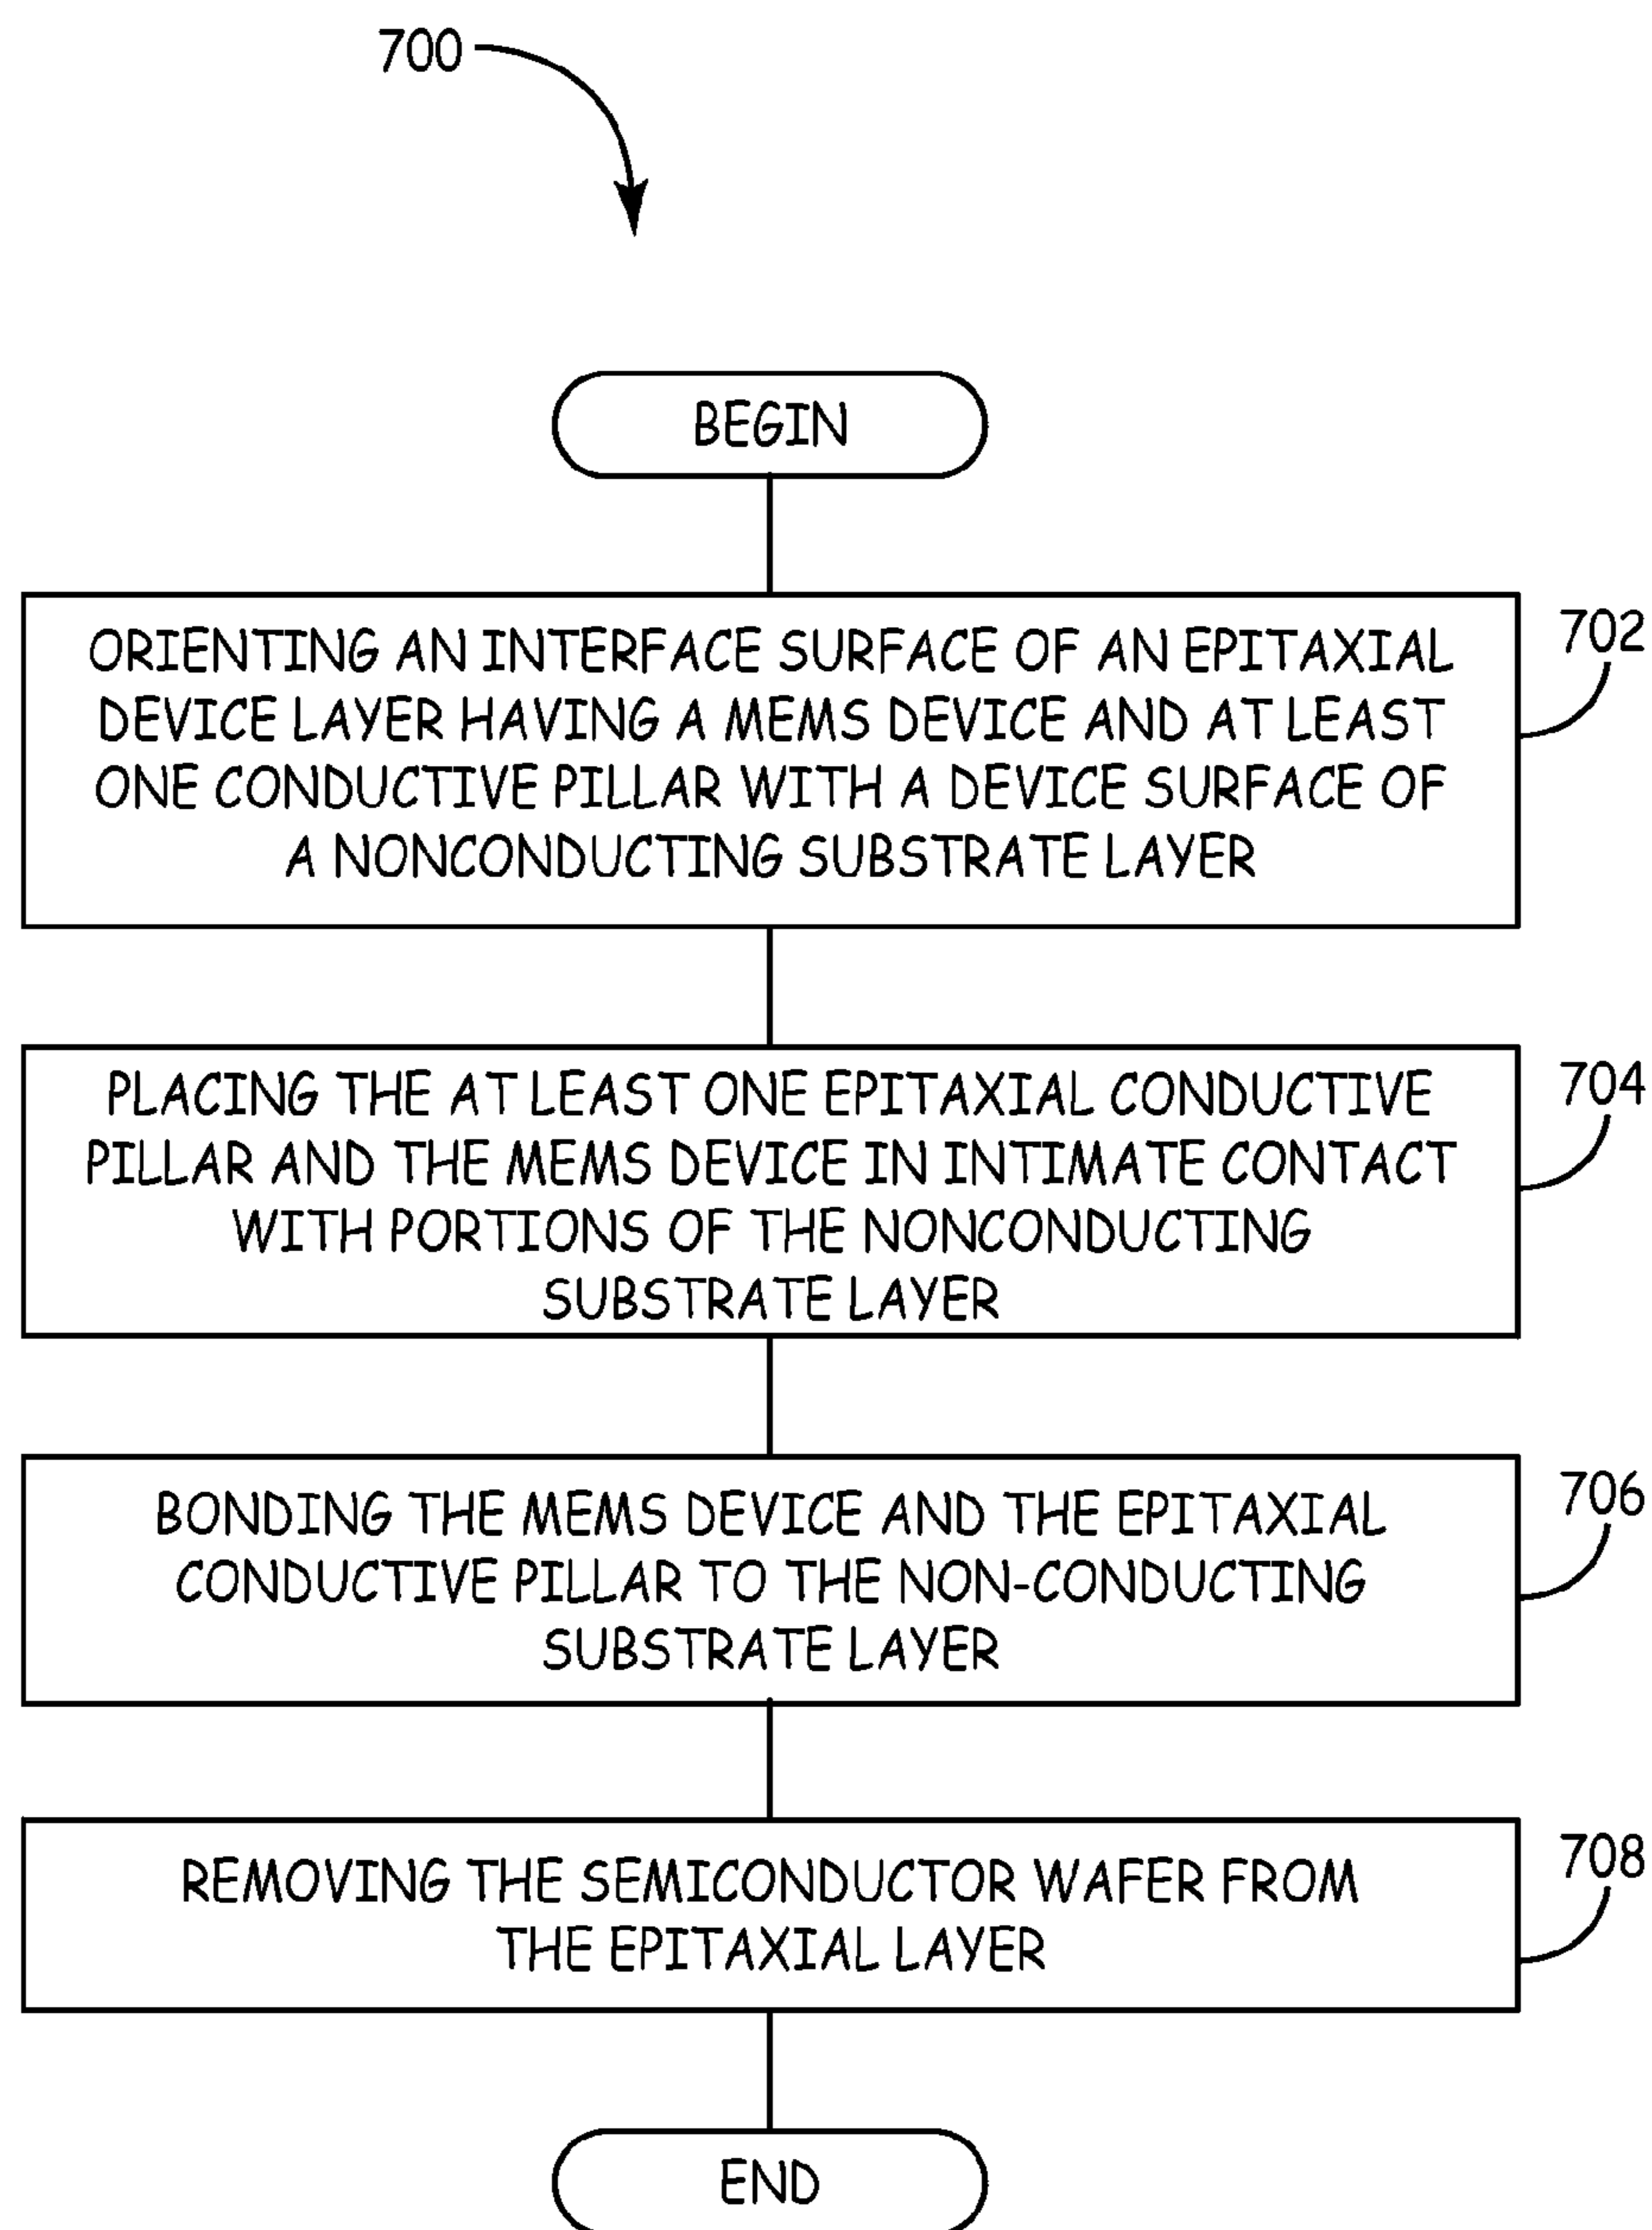 700
BEGIN
ORIENTING AN INTERFACE SURFACE OF AN EPITAXIAL
DEVICE LAYER HAVING A MEMS DEVICE AND AT LEAST
ONE CONDUCTIVE PILLAR WITH A DEVICE SURFACE OF
A NONCONDUCTING SUBSTRATE LAYER
702
PLACING THE AT LEAST ONE EPITAXIAL CONDUCTIVE
PILLAR AND THE MEMS DEVICE IN INTIMATE CONTACT
WITH PORTIONS OF THE NONCONDUCTING
SUBSTRATE LAYER
704
BONDING THE MEMS DEVICE AND THE EPITAXIAL
CONDUCTIVE PILLAR TO THE NON-CONDUCTING
SUBSTRATE LAYER
706
REMOVING THE SEMICONDUCTOR WAFER FROM
THE EPITAXIAL LAYER
708
END